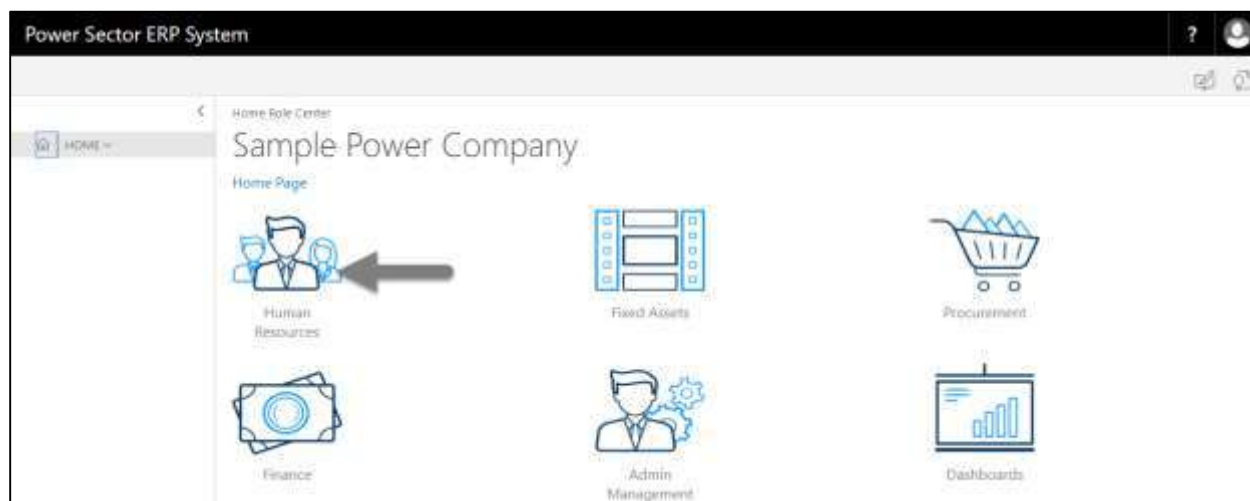 Power Sector ERP System
?
Home Role Center
HOME
Sample Power Company
Home Page
Human
Resources
Fixed Assets
Procurement
Finance
Admin
Management
Dashboards